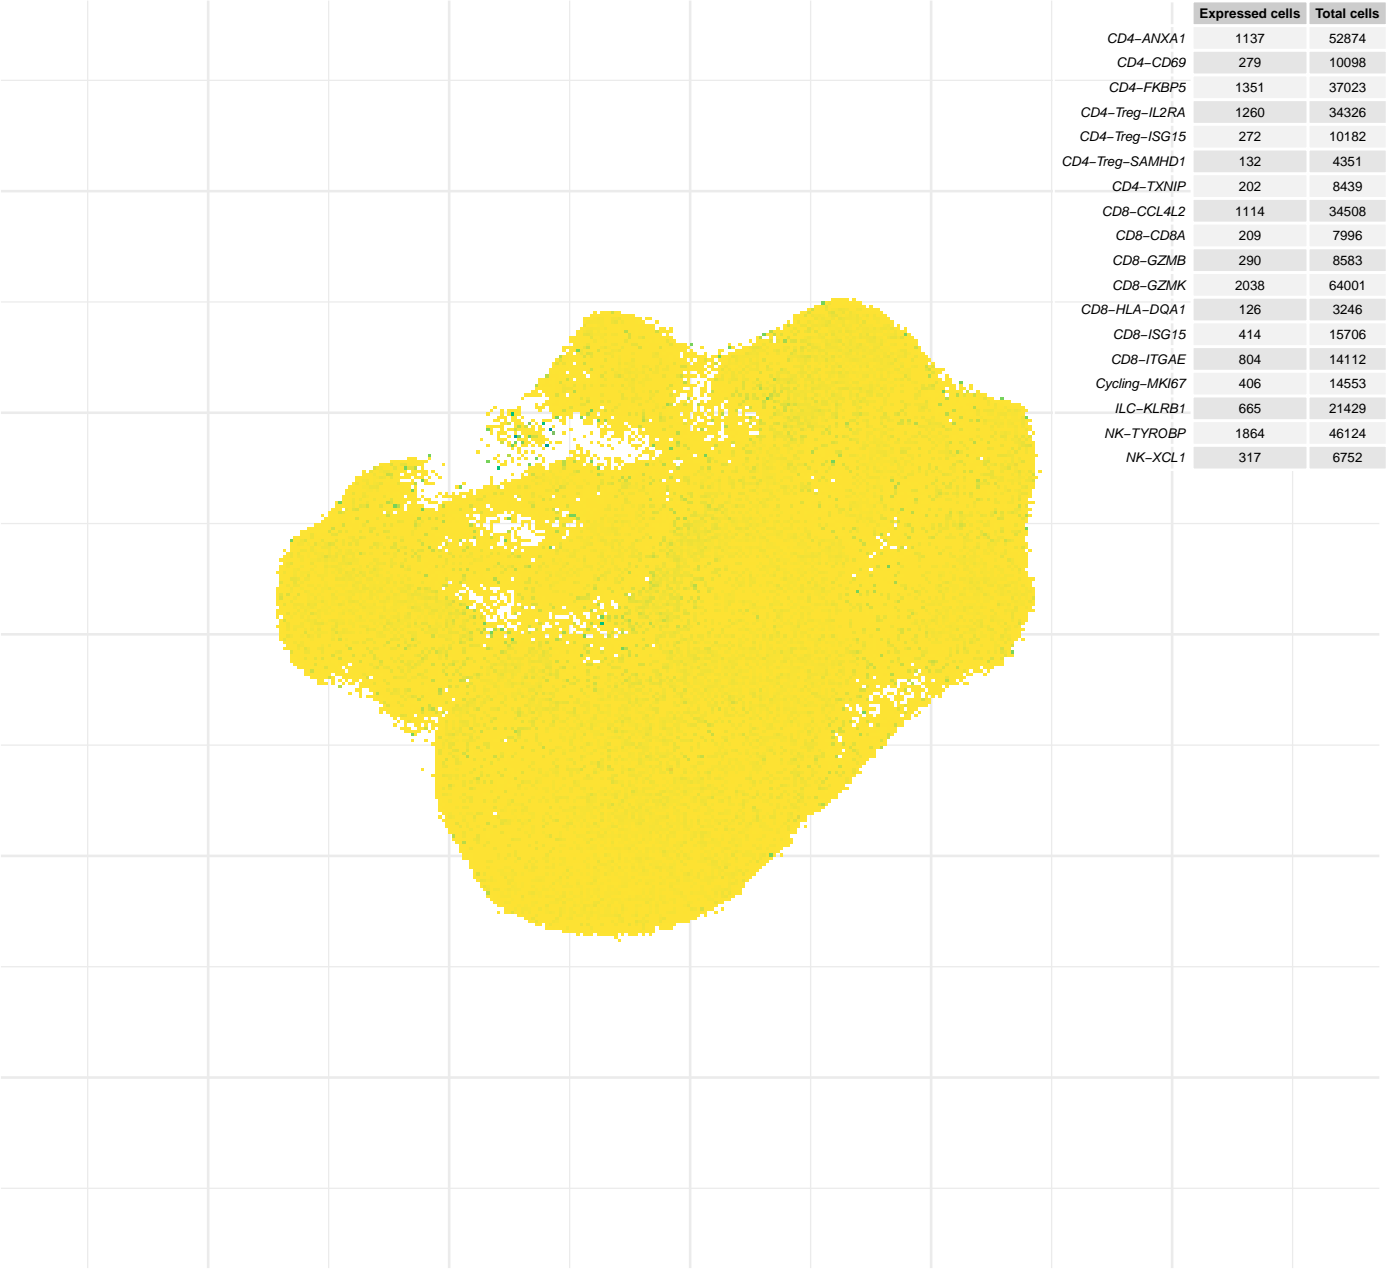 Expressed cells Total cells
CD4−ANXA1 1137 52874
CD4−CD69 279 10098
CD4−FKBP5 1351 37023
CD4−Treg−IL2RA 1260 34326
CD4−Treg−ISG15 272 10182
CD4−Treg−SAMHD1 132 4351
CD4−TXNIP 202 8439
CD8−CCL4L2 1114 34508
CD8−CD8A 209 7996
CD8−GZMB 290 8583
CD8−GZMK 2038 64001
CD8−HLA−DQA1 126 3246
CD8−ISG15 414 15706
CD8−ITGAE 804 14112
Cycling−MKI67 406 14553
ILC−KLRB1 665 21429
NK−TYROBP 1864 46124
NK−XCL1 317 6752